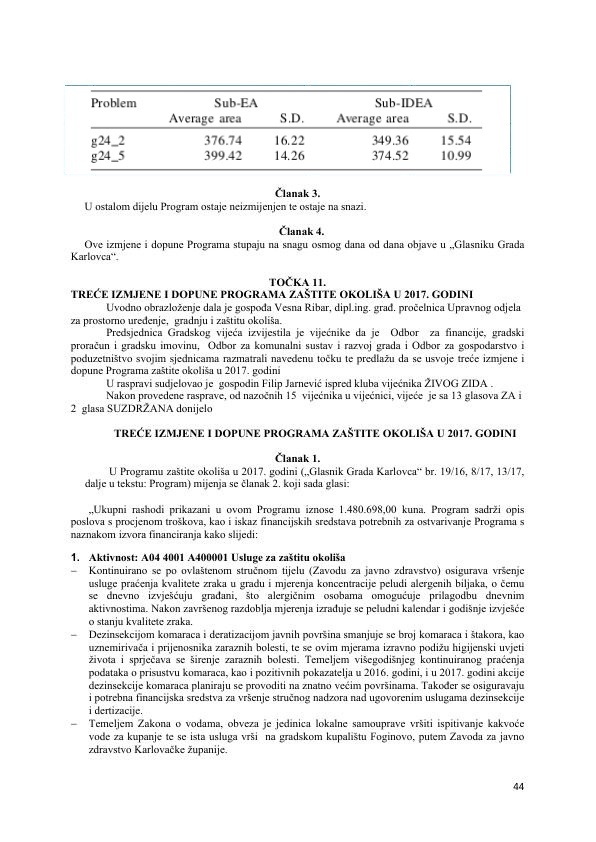 Problem Sub-EA Sub-IDEA
Average area S.D. Average area S.D.
g24_2 376.74 16.22 349.36 15.54
g24_5 399.42 14.26 374.52 10.99
Članak 3.
U ostalom dijelu Program ostaje neizmijenjen te ostaje na snazi.
Članak 4.
Ove izmjene i dopune Programa stupaju na snagu osmog dana od dana objave u „Glasniku Grada
Karlovca“.
TOČKA 11.
TREĆE IZMJENE I DOPUNE PROGRAMA ZAŠTITE OKOLIŠA U 2017. GODINI
Uvodno obrazloženje dala je gospođa Vesna Ribar, dipl.ing. građ. pročelnica Upravnog odjela
za prostorno uređenje, gradnju i zaštitu okoliša.
Predsjednica Gradskog vijeća izvijestila je vijećnike da je Odbor za financije, gradski
proračun i gradsku imovinu, Odbor za komunalni sustav i razvoj grada i Odbor za gospodarstvo i
poduzetništvo svojim sjednicama razmatrali navedenu točku te predlažu da se usvoje treće izmjene i
dopune Programa zaštite okoliša u 2017. godini
U raspravi sudjelovao je gospodin Filip Jarnević ispred kluba vijećnika ŽIVOG ZIDA .
Nakon provedene rasprave, od nazočnih 15 vijećnika u vijećnici, vijeće je sa 13 glasova ZA i
2 glasa SUZDRŽANA donijelo
TREĆE IZMJENE I DOPUNE PROGRAMA ZAŠTITE OKOLIŠA U 2017. GODINI
Članak 1.
U Programu zaštite okoliša u 2017. godini („Glasnik Grada Karlovca“ br. 19/16, 8/17, 13/17,
dalje u tekstu: Program) mijenja se članak 2. koji sada glasi:
„Ukupni rashodi prikazani u ovom Programu iznose 1.480.698,00 kuna. Program sadrži opis
poslova s procjenom troškova, kao i iskaz financijskih sredstava potrebnih za ostvarivanje Programa s
naznakom izvora financiranja kako slijedi:
1. Aktivnost: A04 4001 A400001 Usluge za zaštitu okoliša
– Kontinuirano se po ovlaštenom stručnom tijelu (Zavodu za javno zdravstvo) osigurava vršenje
usluge praćenja kvalitete zraka u gradu i mjerenja koncentracije peludi alergenih biljaka, o čemu
se dnevno izvješćuju građani, što alergičnim osobama omogućuje prilagodbu dnevnim
aktivnostima. Nakon završenog razdoblja mjerenja izrađuje se peludni kalendar i godišnje izvješće
o stanju kvalitete zraka.
– Dezinsekcijom komaraca i deratizacijom javnih površina smanjuje se broj komaraca i štakora, kao
uznemirivača i prijenosnika zaraznih bolesti, te se ovim mjerama izravno podižu higijenski uvjeti
života i sprječava se širenje zaraznih bolesti. Temeljem višegodišnjeg kontinuiranog praćenja
podataka o prisustvu komaraca, kao i pozitivnih pokazatelja u 2016. godini, i u 2017. godini akcije
dezinsekcije komaraca planiraju se provoditi na znatno većim površinama. Također se osiguravaju
i potrebna financijska sredstva za vršenje stručnog nadzora nad ugovorenim uslugama dezinsekcije
i dertizacije.
– Temeljem Zakona o vodama, obveza je jedinica lokalne samouprave vršiti ispitivanje kakvoće
vode za kupanje te se ista usluga vrši na gradskom kupalištu Foginovo, putem Zavoda za javno
zdravstvo Karlovačke županije.
44